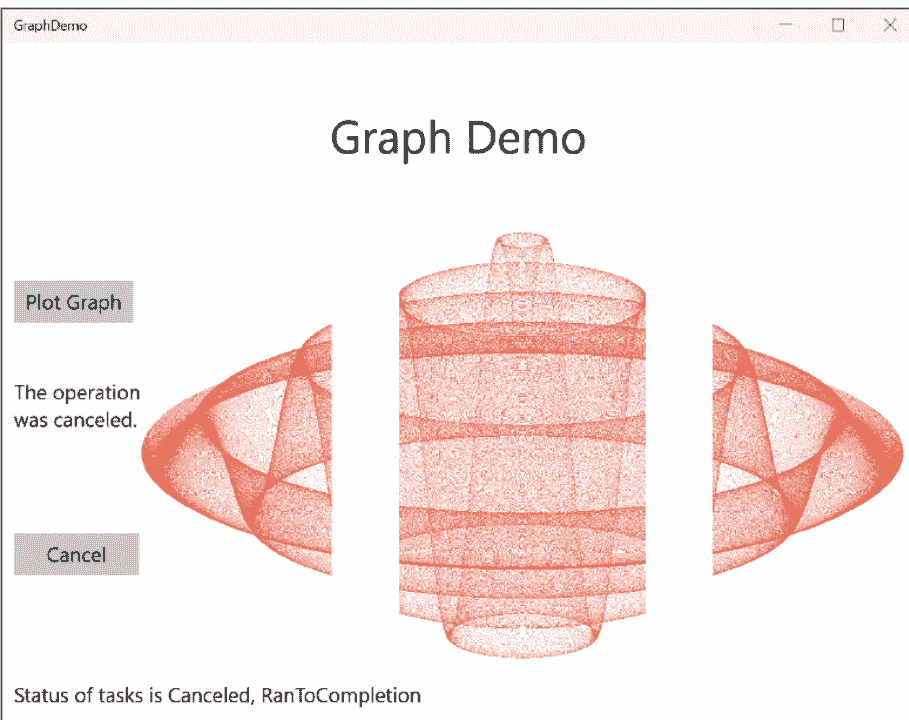 GraphDemo
Graph Demo
Plot Graph
The operation
was canceled.
Cancel
Status of tasks is Canceled, RanToCompletion